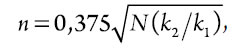 n = 0,375√N(k₂/k₁),